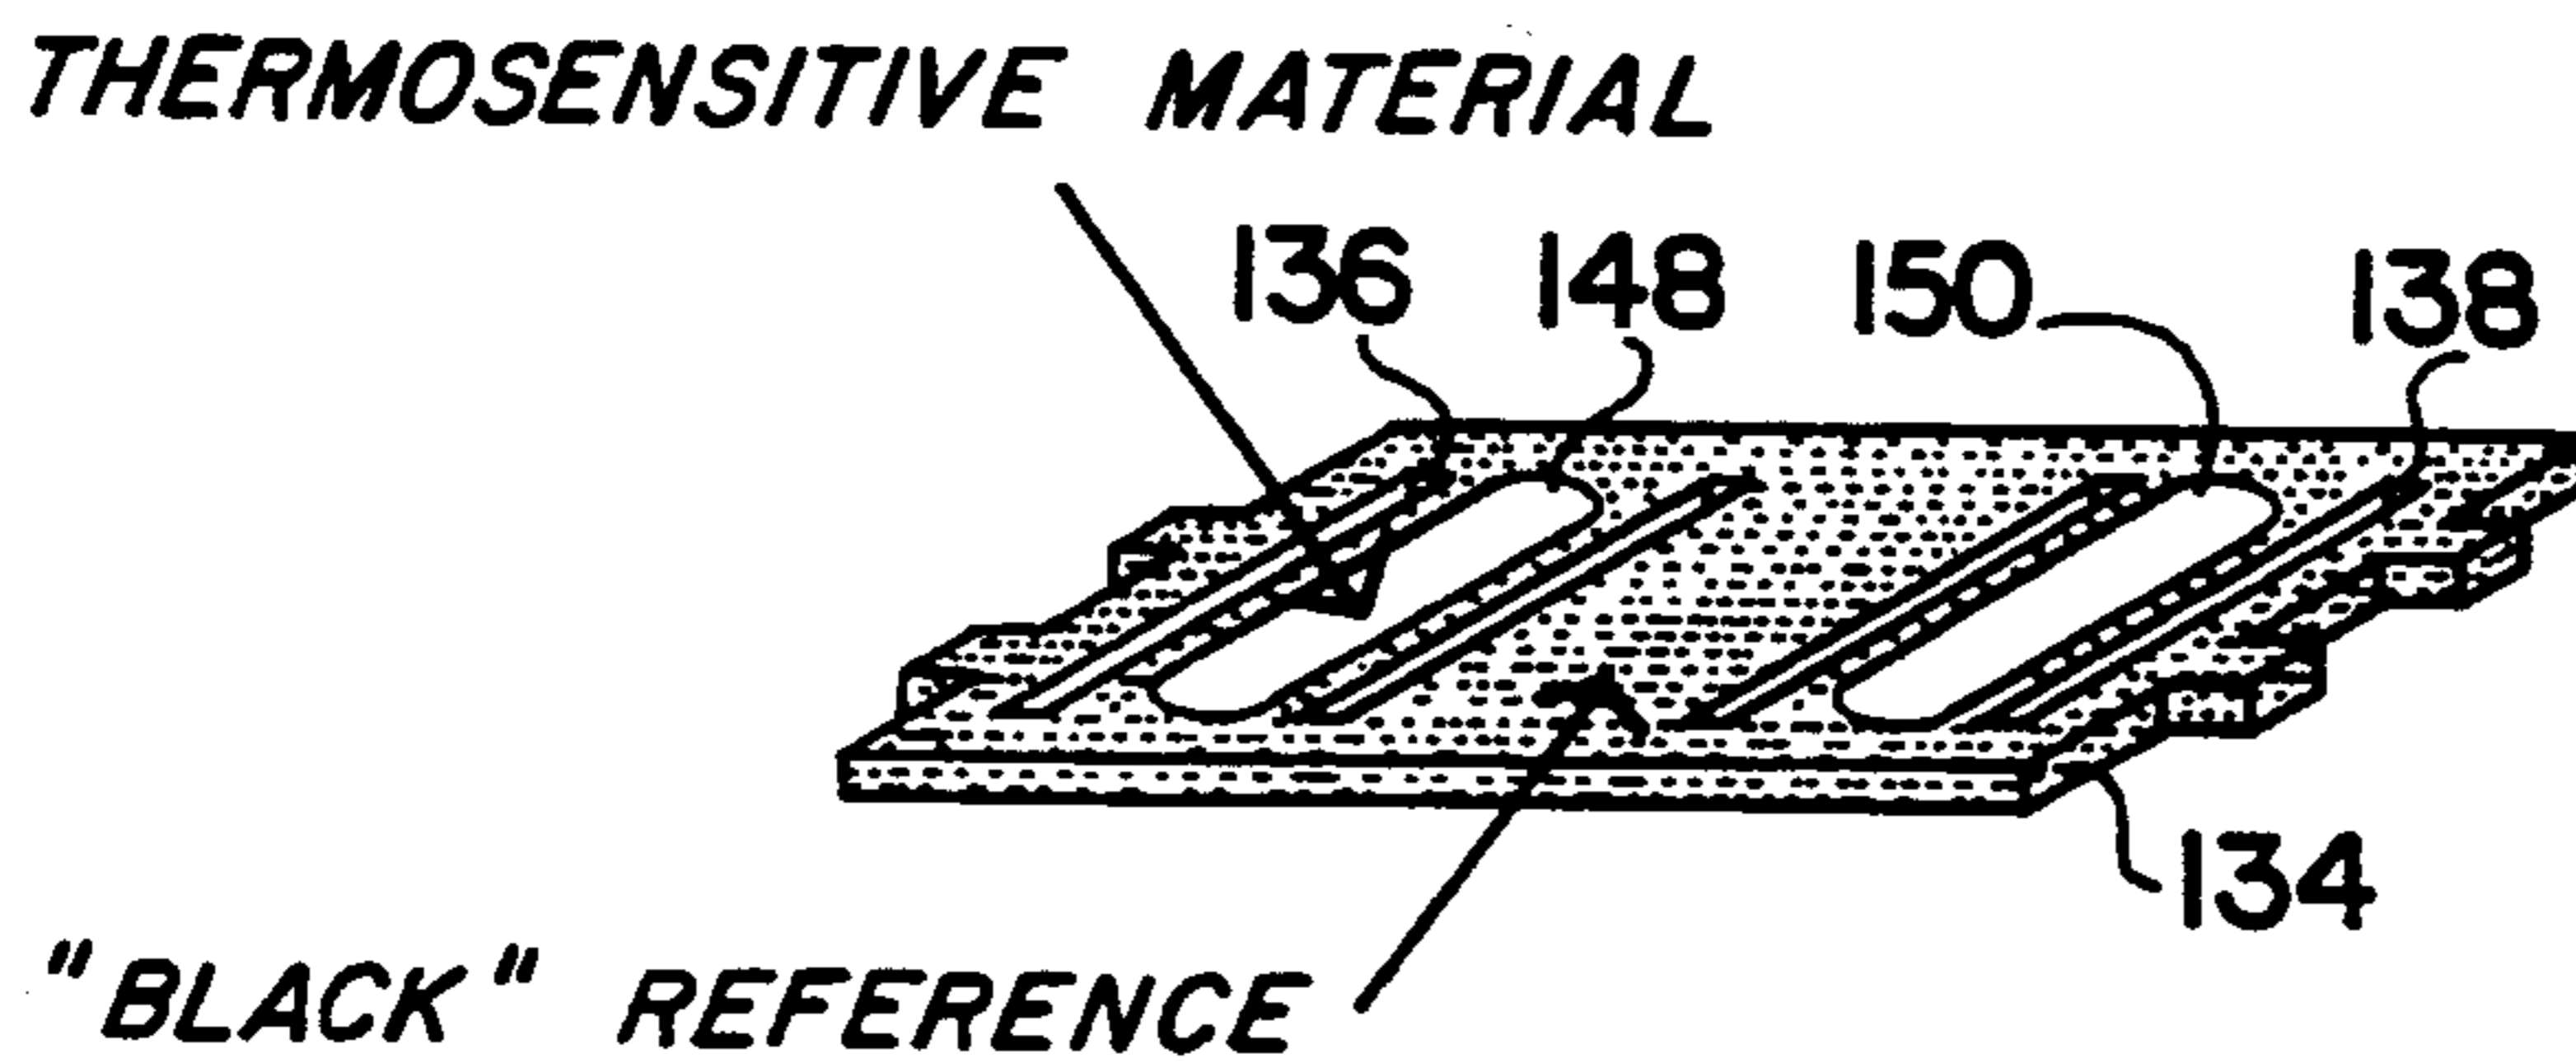 THERMOSENSITIVE MATERIAL
136 148 150 138
134
"BLACK" REFERENCE